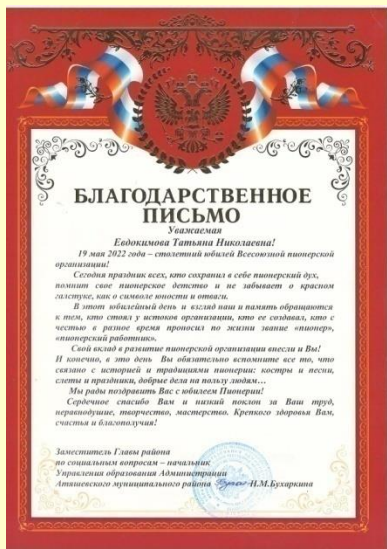 БЛАГОДАРСТВЕННОЕ
ПИСЬМО
Уважаемая
Евдокимова Татьяна Николаевна!
19 мая 2022 года – столетний юбилей Всесоюзной пионерской
организации!
Сегодня праздник всех, кто сохранил в себе пионерский дух,
помнит свое пионерское детство и не забывает о красном
галстуке, как о символе юности и отваги.
В этот юбилейный день и взгляд наш и память обращаются
к тем, кто стоял у истоков организации, кто ее создавал, кто с
честью в разное время проносил по жизни звание «пионер»,
«пионерский работник».
Свой вклад в развитие пионерской организации внесли и Вы!
И конечно, в это день Вы обязательно вспомните все то, что
связано с историей и традициями пионерии: костры и песни,
слеты и праздники, добрые дела на пользу людям…
Мы рады поздравить Вас с юбилеем Пионерии!
Сердечное спасибо Вам и низкий поклон за Ваш труд,
неравнодушие, творчество, мастерство. Крепкого здоровья Вам,
счастья и благополучия!
Заместитель Главы района
по социальным вопросам – начальник
Управления образования Администрации
Атяшевского муниципального района Н.М.Бухаркина